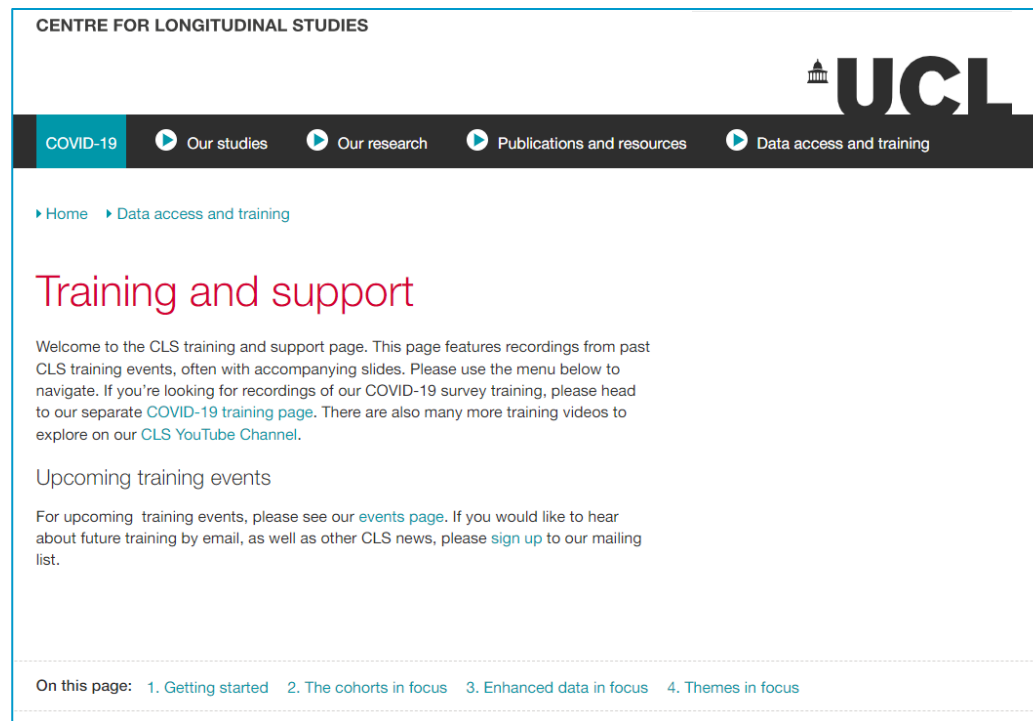 CENTRE FOR LONGITUDINAL STUDIES
UCL
COVID-19 Our studies Our research Publications and resources Data access and training
Home Data access and training
Training and support
Welcome to the CLS training and support page. This page features recordings from past
CLS training events, often with accompanying slides. Please use the menu below to
navigate. If you're looking for recordings of our COVID-19 survey training, please head
to our separate COVID-19 training page. There are also many more training videos to
explore on our CLS YouTube Channel.
Upcoming training events
For upcoming training events, please see our events page. If you would like to hear
about future training by email, as well as other CLS news, please sign up to our mailing
list.
On this page: 1. Getting started 2. The cohorts in focus 3. Enhanced data in focus 4. Themes in focus